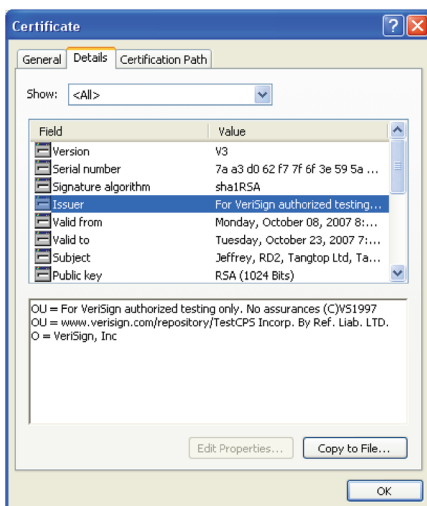 Certificate
General Details Certification Path
Show: <All>
Field Value
Version V3
Serial number 7a a3 d0 62 f7 7f 6f 3e 59 5a ...
Signature algorithm sha1RSA
Issuer For VeriSign authorized testing...
Valid from Monday, October 08, 2007 8:...
Valid to Tuesday, October 23, 2007 7:...
Subject Jeffrey, RD2, Tangtop Ltd, Ta...
Public key RSA (1024 Bits)
OU = For VeriSign authorized testing only. No assurances (C)VS1997
OU = www.verisign.com/repository/TestCPS Incorp. By Ref. Liab. LTD.
O = VeriSign, Inc
Edit Properties... Copy to File...
OK